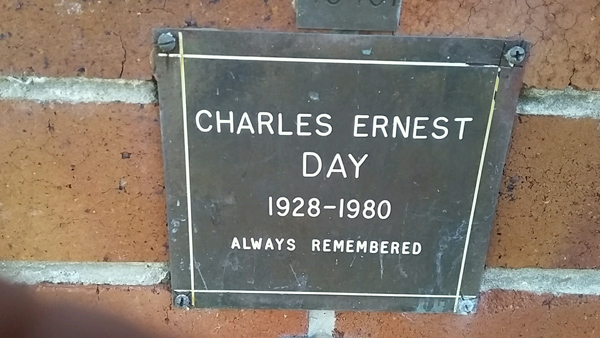 CHARLES ERNEST
DAY
1928-1980
ALWAYS REMEMBERED